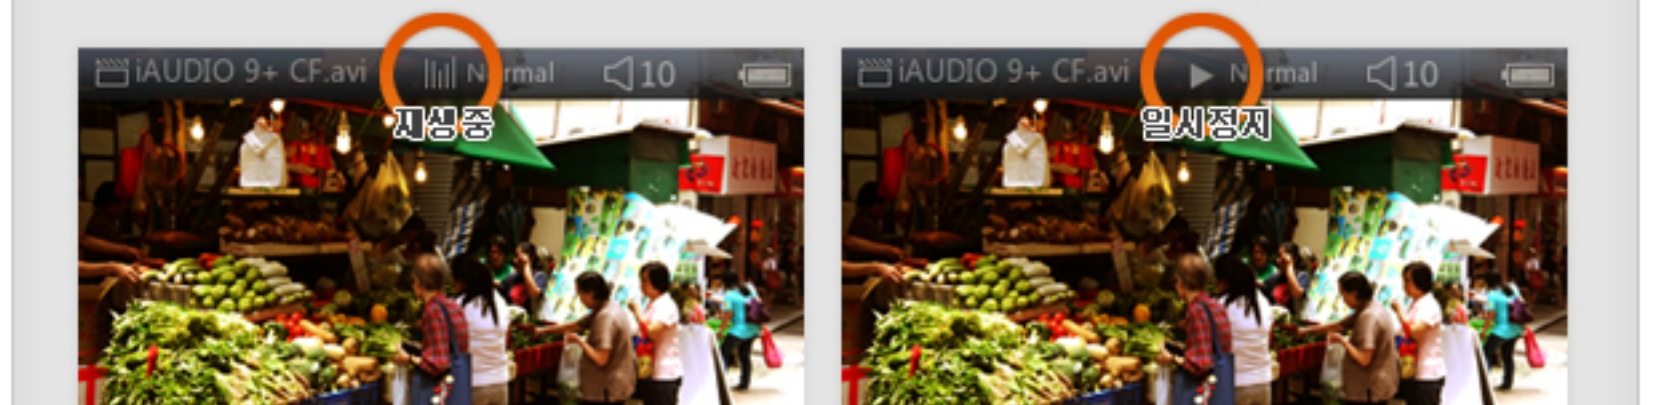 iAUDIO 9+ CF.avi Normal 10
재생중
iAUDIO 9+ CF.avi Normal 10
일시정지